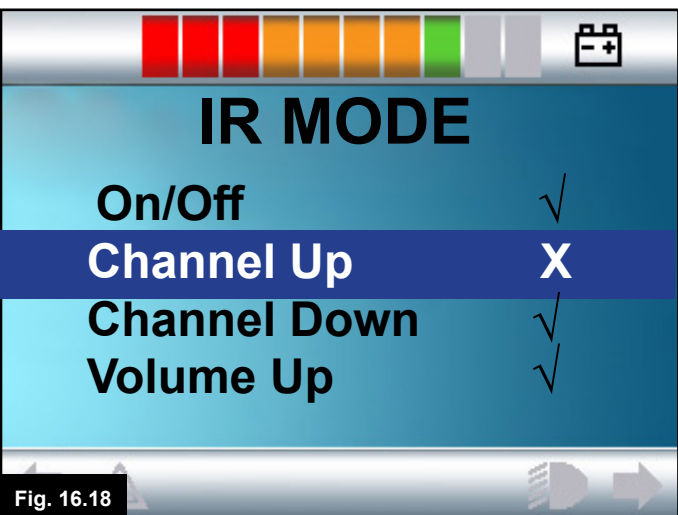 IR MODE
On/Off √
Channel Up X
Channel Down √
Volume Up √
Fig. 16.18